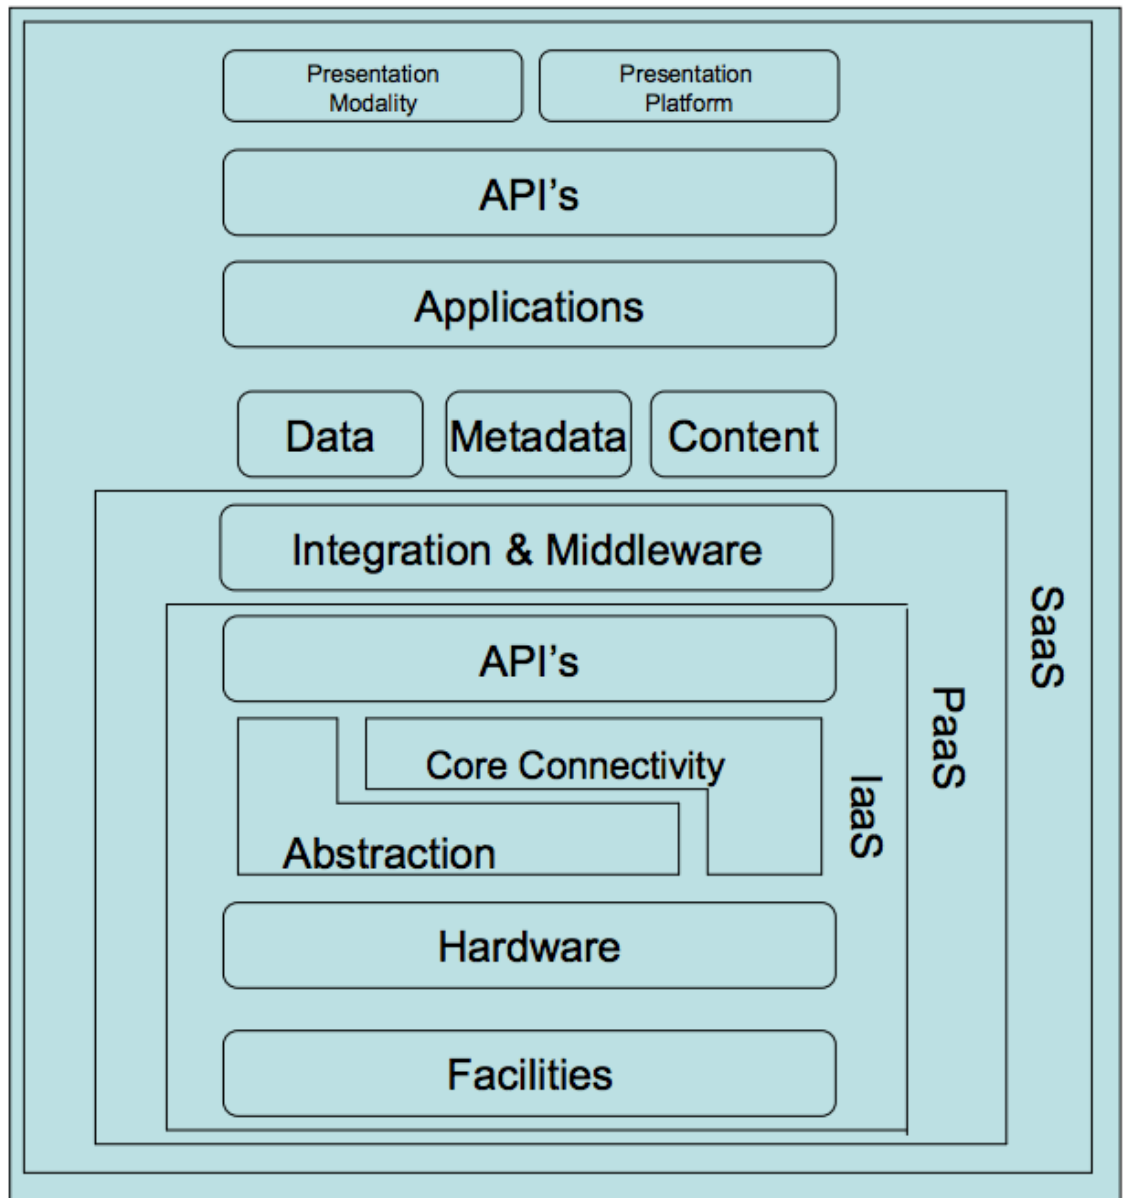 Presentation
Modality
Presentation
Platform
API's
Applications
Data
Metadata
Content
Integration & Middleware
API's
Core Connectivity
Abstraction
Hardware
Facilities
IaaS
PaaS
SaaS